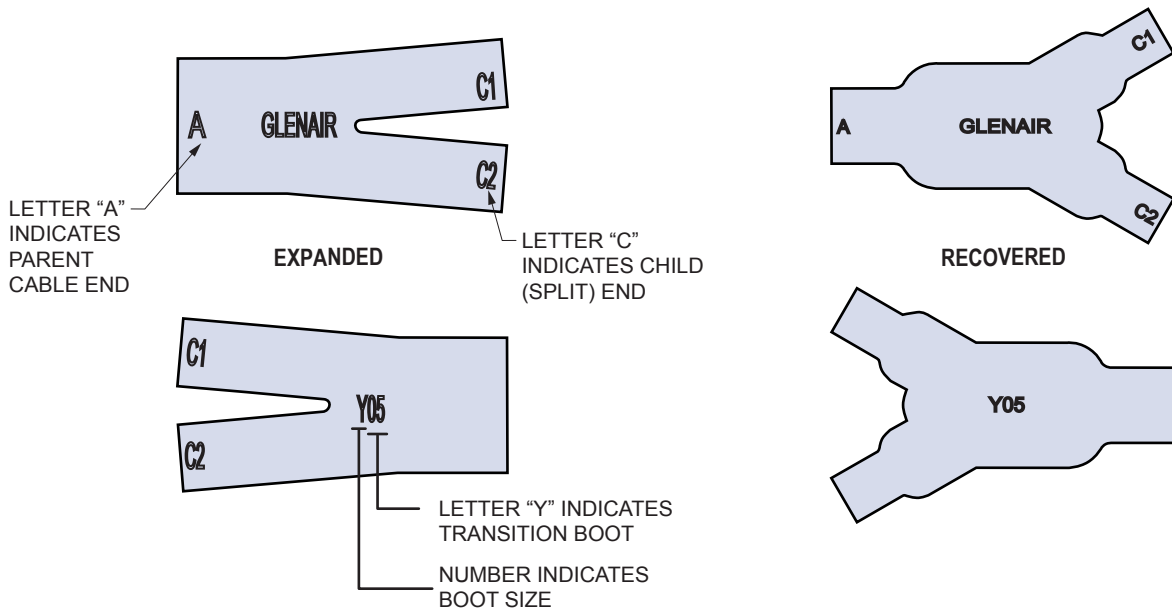 A
GLENAIR
C1
C2
LETTER “A”
INDICATES
PARENT
CABLE END
EXPANDED
LETTER “C”
INDICATES CHILD
(SPLIT) END
C1
A
GLENAIR
C2
RECOVERED
C1
Y05
C2
LETTER “Y” INDICATES
TRANSITION BOOT
NUMBER INDICATES
BOOT SIZE
Y05